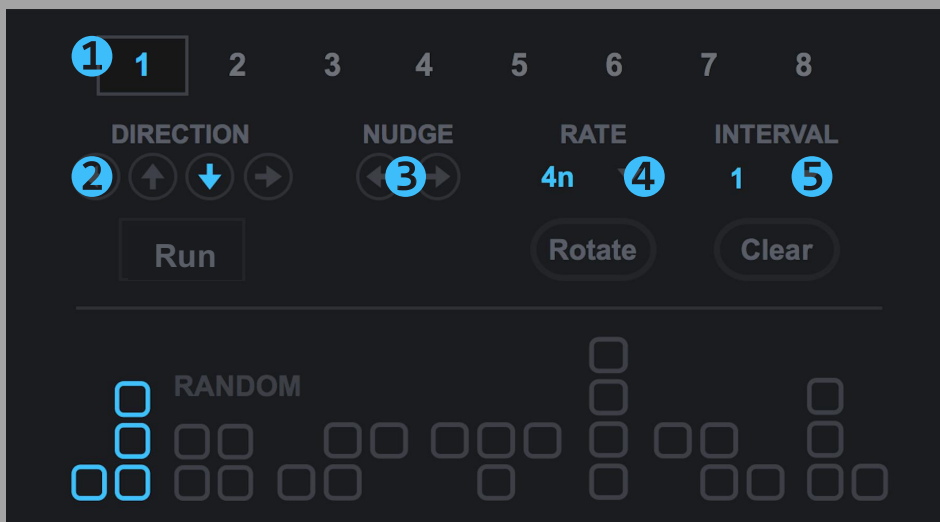 1 1 2 3 4 5 6 7 8
DIRECTION NUDGE RATE INTERVAL
2 3 4n 4 1 5
Run Rotate Clear
RANDOM